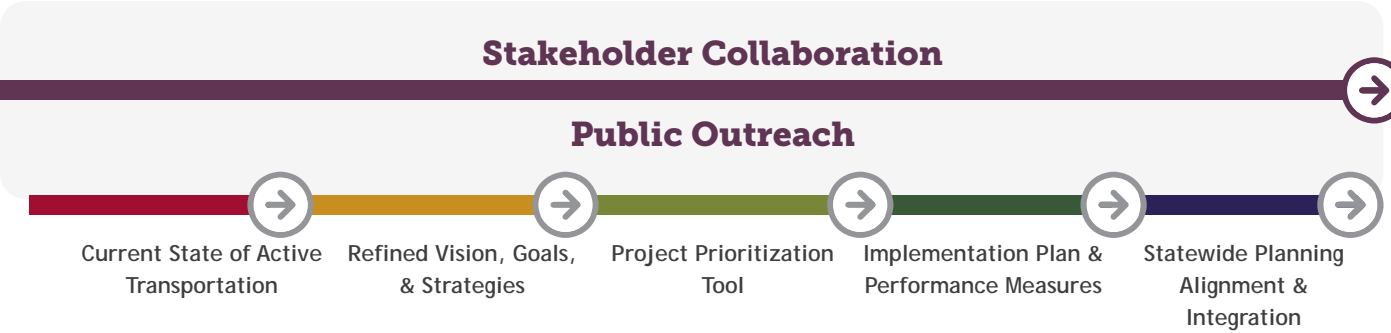 Stakeholder Collaboration
Public Outreach
Current State of Active
Transportation
Refined Vision, Goals,
& Strategies
Project Prioritization
Tool
Implementation Plan &
Performance Measures
Statewide Planning
Alignment &
Integration